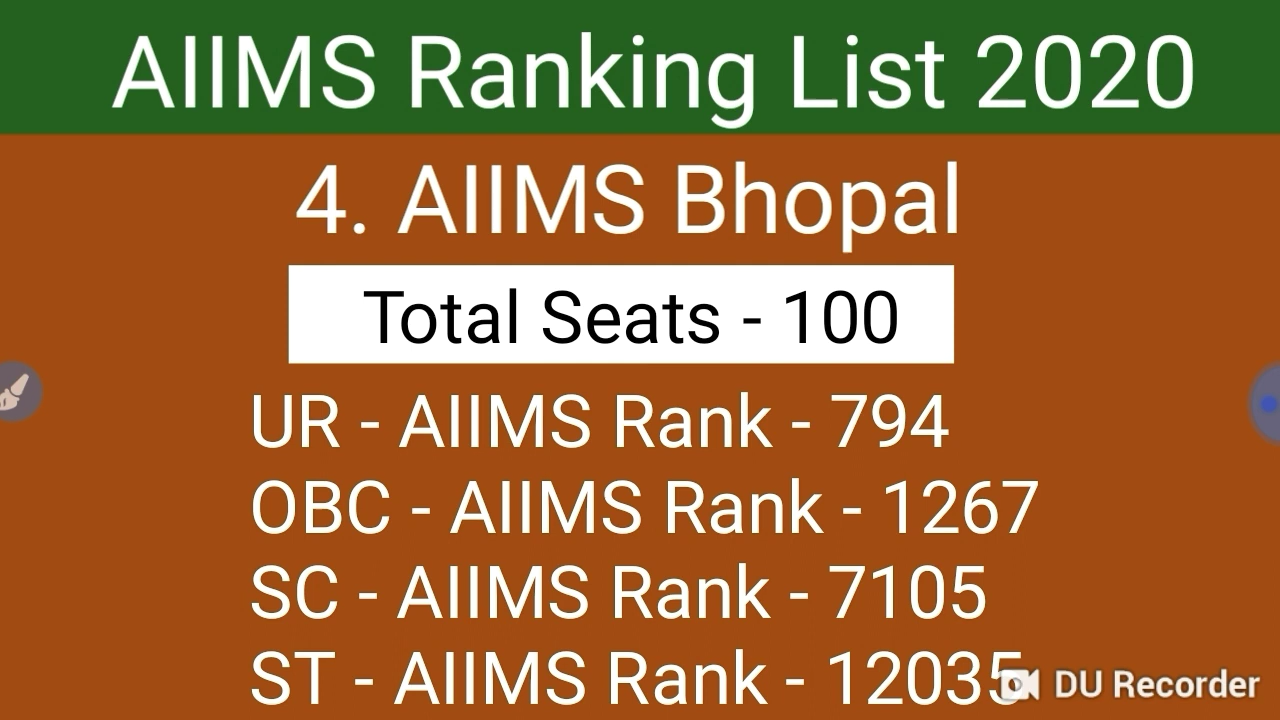 AIIMS Ranking List 2020
4. AIIMS Bhopal
Total Seats - 100
UR - AIIMS Rank - 794
OBC - AIIMS Rank - 1267
SC - AIIMS Rank - 7105
ST - AIIMS Rank - 12035
DU Recorder